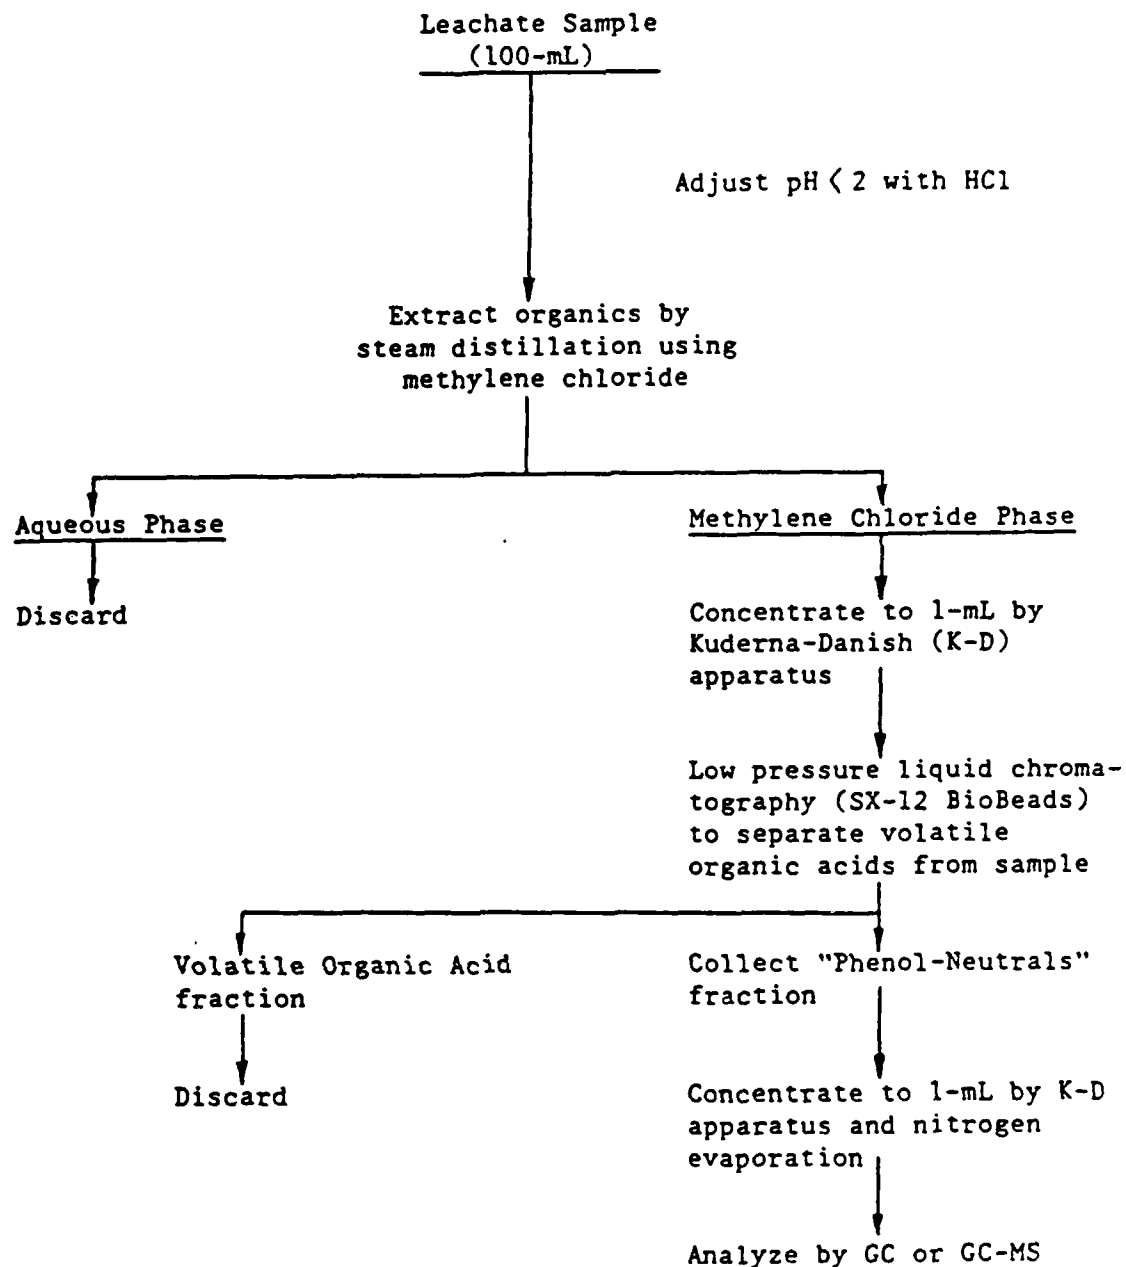 Leachate Sample
(100-mL)
Adjust pH < 2 with HCl
Extract organics by
steam distillation using
methylene chloride
Aqueous Phase
Discard
Methylene Chloride Phase
Concentrate to 1-mL by
Kuderna-Danish (K-D)
apparatus
Low pressure liquid chroma-
tography (SX-12 BioBeads)
to separate volatile
organic acids from sample
Volatile Organic Acid
fraction
Discard
Collect "Phenol-Neutrals"
fraction
Concentrate to 1-mL by K-D
apparatus and nitrogen
evaporation
Analyze by GC or GC-MS